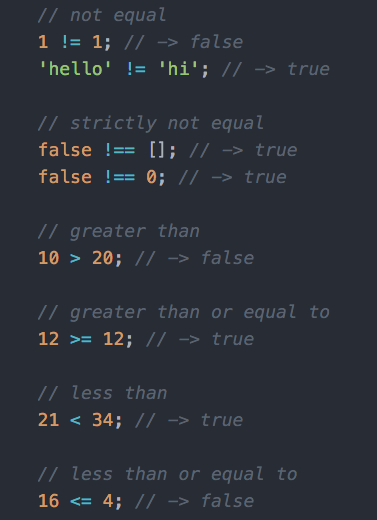 // not equal
1 != 1; // -> false
'hello' != 'hi'; // -> true
// strictly not equal
false !== []; // -> true
false !== 0; // -> true
// greater than
10 > 20; // -> false
// greater than or equal to
12 >= 12; // -> true
// less than
21 < 34; // -> true
// less than or equal to
16 <= 4; // -> false